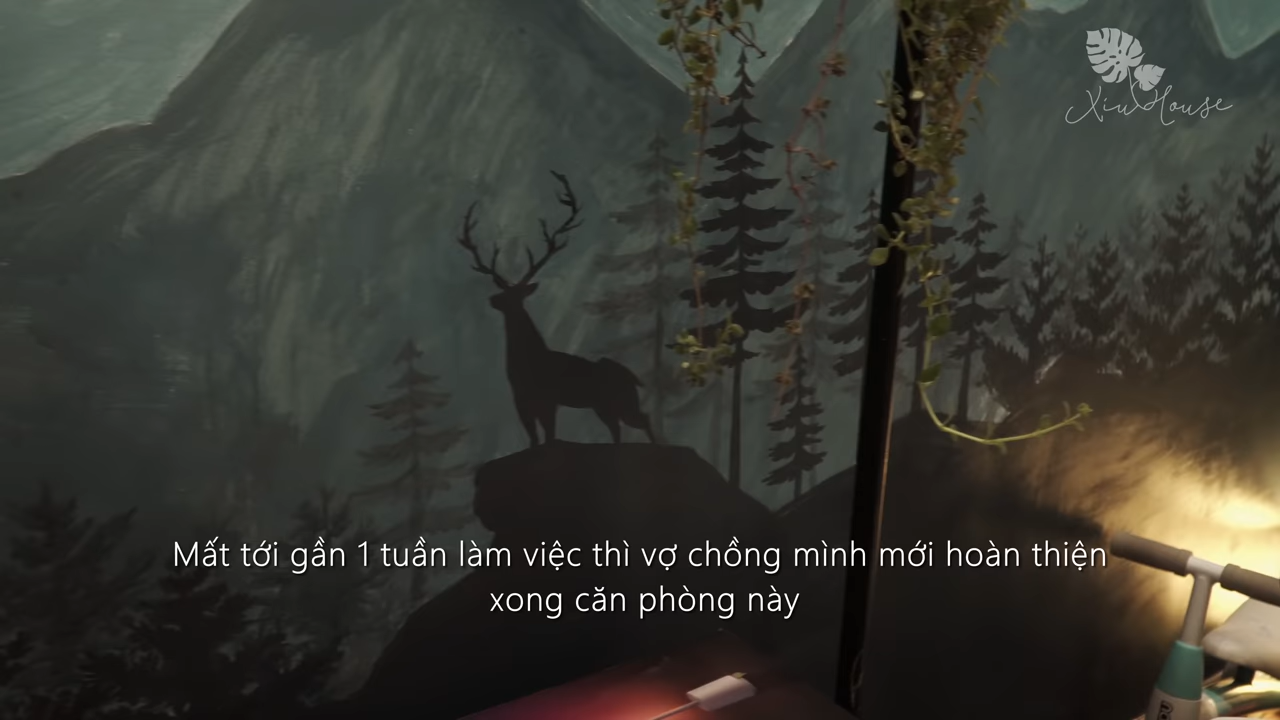 Xiu House
Mất tới gần 1 tuần làm việc thì vợ chồng mình mới hoàn thiện
xong căn phòng này